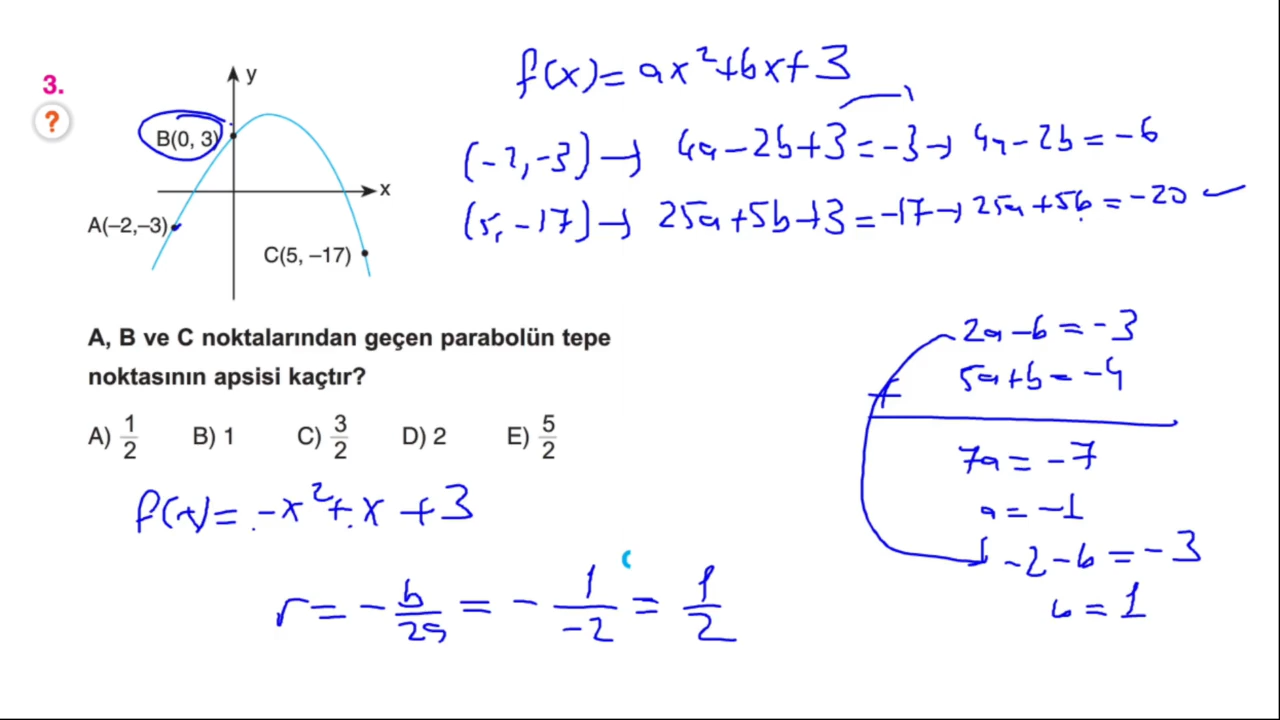 3.
?
y
B(0, 3)
x
A(–2,–3)
C(5, –17)
f(x) = ax²+bx+3
(-2,-3) → 4a-2b+3 = -3 → 4a-2b = -6
(5, -17) → 25a+5b+3 = -17 → 25a+5b = -20 ✓
A, B ve C noktalarından geçen parabolün tepe
noktasının apsisi kaçtır?
A) 1/2 B) 1 C) 3/2 D) 2 E) 5/2
2a-b = -3
+ 5a+b = -4
7a = -7
a = -1
-2-b = -3
b = 1
f(x) = -x²+x+3
r = -b/2a = -1/-2 = 1/2